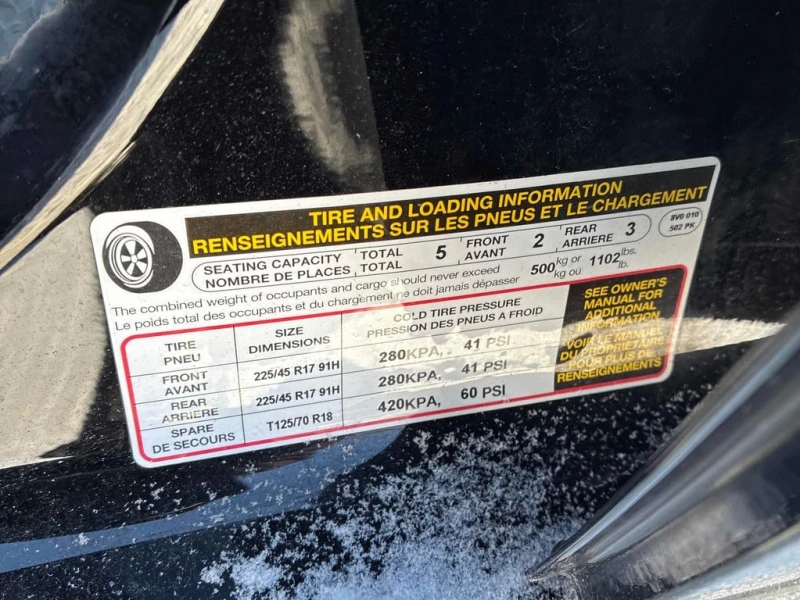 TIRE AND LOADING INFORMATION
RENSEIGNEMENTS SUR LES PNEUS ET LE CHARGEMENT
SEATING CAPACITY TOTAL 5 FRONT 2 REAR 3
NOMBRE DE PLACES TOTAL AVANT ARRIERE
8V0 010
502 PK
The combined weight of occupants and cargo should never exceed 500 kg or 1102 lbs.
Le poids total des occupants et du chargement ne doit jamais dépasser kg ou lb.
TIRE SIZE COLD TIRE PRESSURE
PNEU DIMENSIONS PRESSION DES PNEUS A FROID
FRONT
AVANT 225/45 R17 91H 280KPA, 41 PSI
REAR
ARRIERE 225/45 R17 91H 280KPA, 41 PSI
SPARE
DE SECOURS T125/70 R18 420KPA, 60 PSI
SEE OWNER'S
MANUAL FOR
ADDITIONAL
INFORMATION
VOIR LE MANUEL
DU PROPRIETAIRE
POUR PLUS DE
RENSEIGNEMENTS